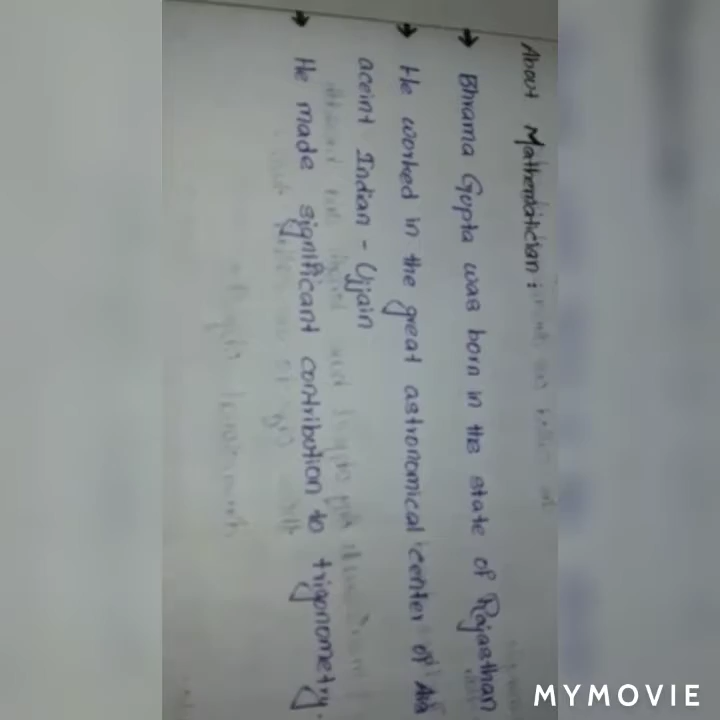 About Mathematician:
→ Bhrama Gupta was born in the state of Rajasthan
→ He worked in the great astronomical center of
aceint Indian - Ujjain
→ He made significant contribution to trigonometry.
MYMOVIE